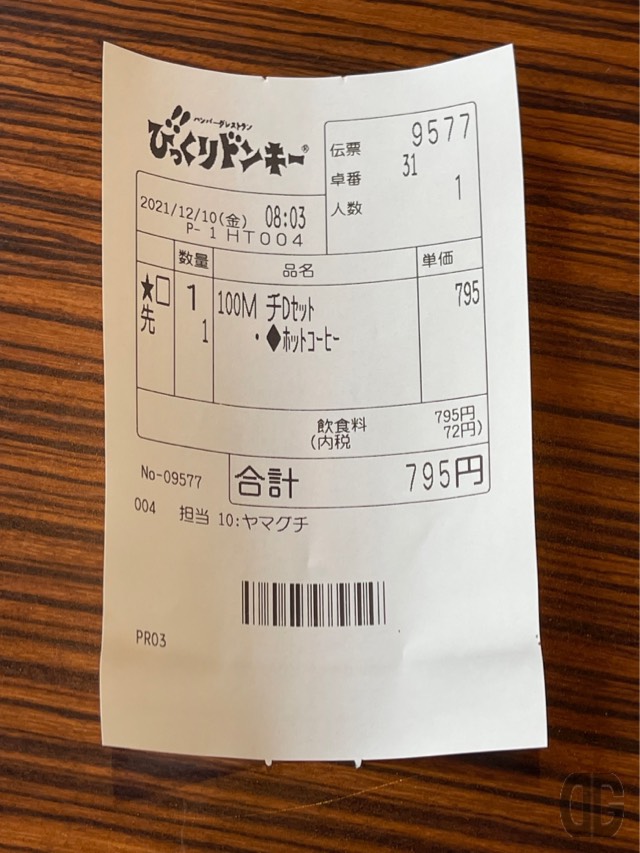 ハンバーグレストラン
びっくりドンキー®
伝票 9577
卓番 31
人数 1
2021/12/10(金) 08:03
P- 1 HT004
数量 品名 単価
★□ 1 100M チDセット 795
先 1 ・◆ホットコーヒー
飲食料 795円
(内税 72円)
No-09577 合計 795円
004 担当 10:ヤマグチ
PR03
DG